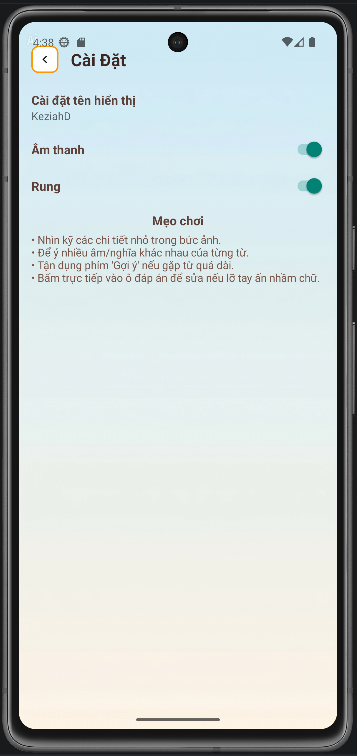 4:38
Cài Đặt
Cài đặt tên hiển thị
KeziahD
Âm thanh
Rung
Mẹo chơi
• Nhìn kỹ các chi tiết nhỏ trong bức ảnh.
• Để ý nhiều âm/nghĩa khác nhau của từng từ.
• Tận dụng phím 'Gợi ý' nếu gặp từ quá dài.
• Bấm trực tiếp vào ô đáp án để sửa nếu lỡ tay ấn nhầm chữ.